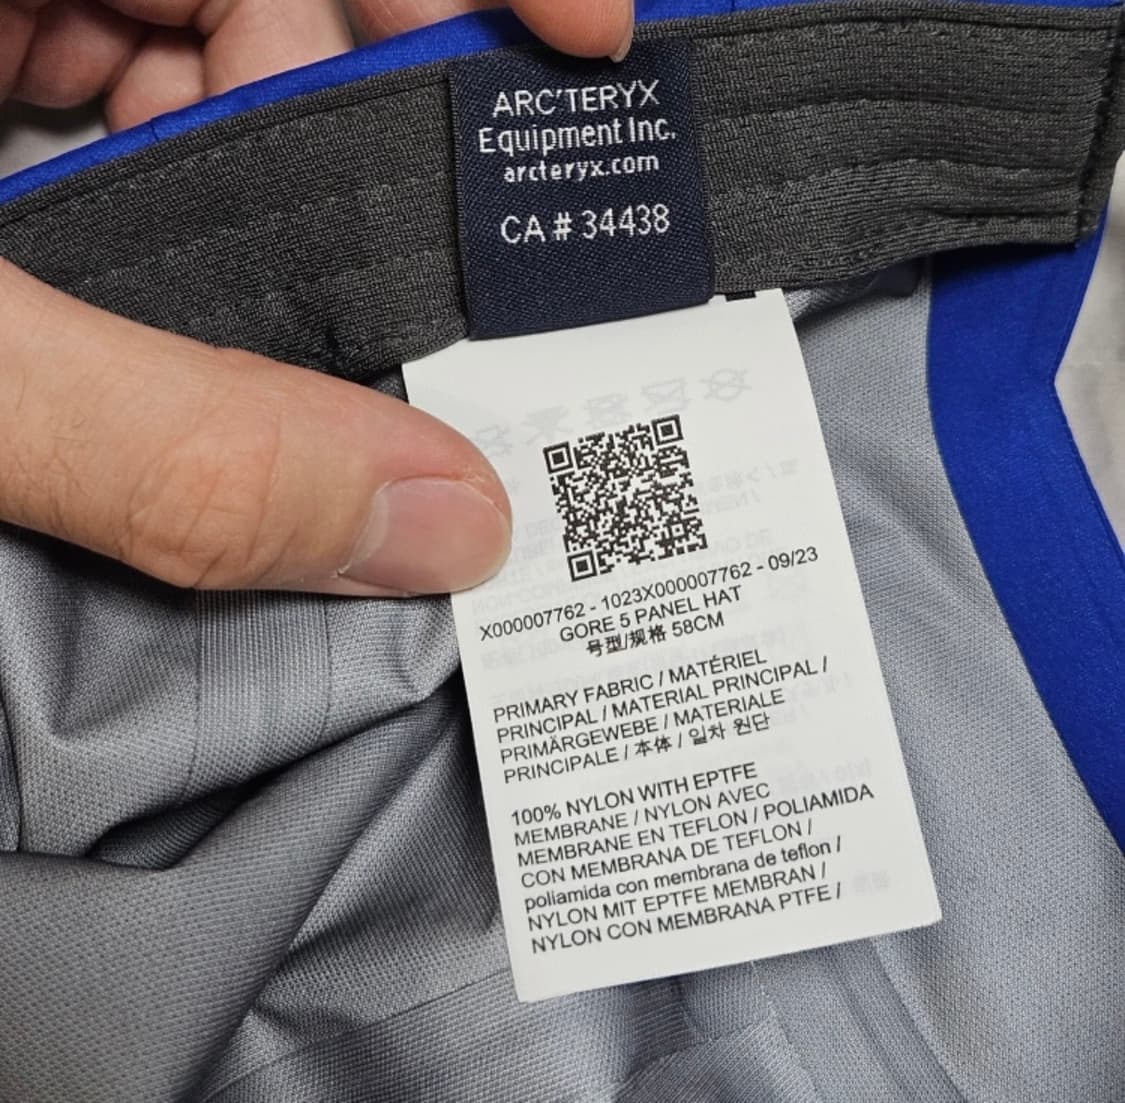 ARC'TERYX
Equipment Inc.
arcteryx.com
CA # 34438
X000007762 - 1023X000007762 - 09/23
GORE 5 PANEL HAT
号型/规格 58CM
PRIMARY FABRIC / MATÉRIEL
PRINCIPAL / MATERIAL PRINCIPAL /
PRIMÄRGEWEBE / MATERIALE
PRINCIPALE / 本体 / 일차 원단
100% NYLON WITH EPTFE
MEMBRANE / NYLON AVEC
MEMBRANE EN TEFLON / POLIAMIDA
CON MEMBRANA DE TEFLON /
poliamida con membrana de teflon /
NYLON MIT EPTFE MEMBRAN /
NYLON CON MEMBRANA PTFE /